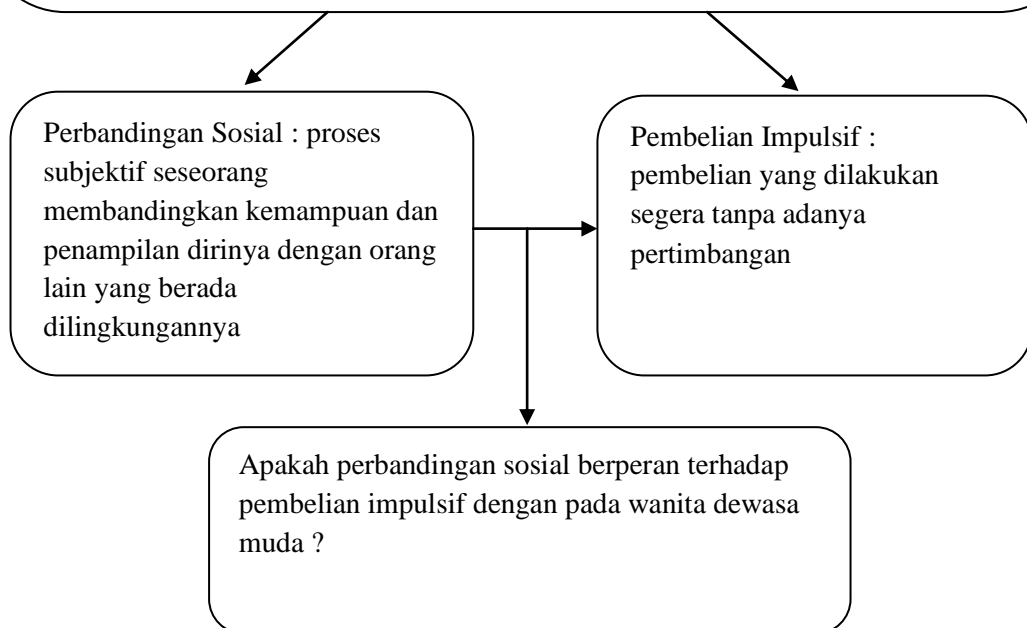 Perbandingan Sosial : proses
subjektif seseorang
membandingkan kemampuan dan
penampilan dirinya dengan orang
lain yang berada
dilingkungannya
Pembelian Impulsif :
pembelian yang dilakukan
segera tanpa adanya
pertimbangan
Apakah perbandingan sosial berperan terhadap
pembelian impulsif dengan pada wanita dewasa
muda ?